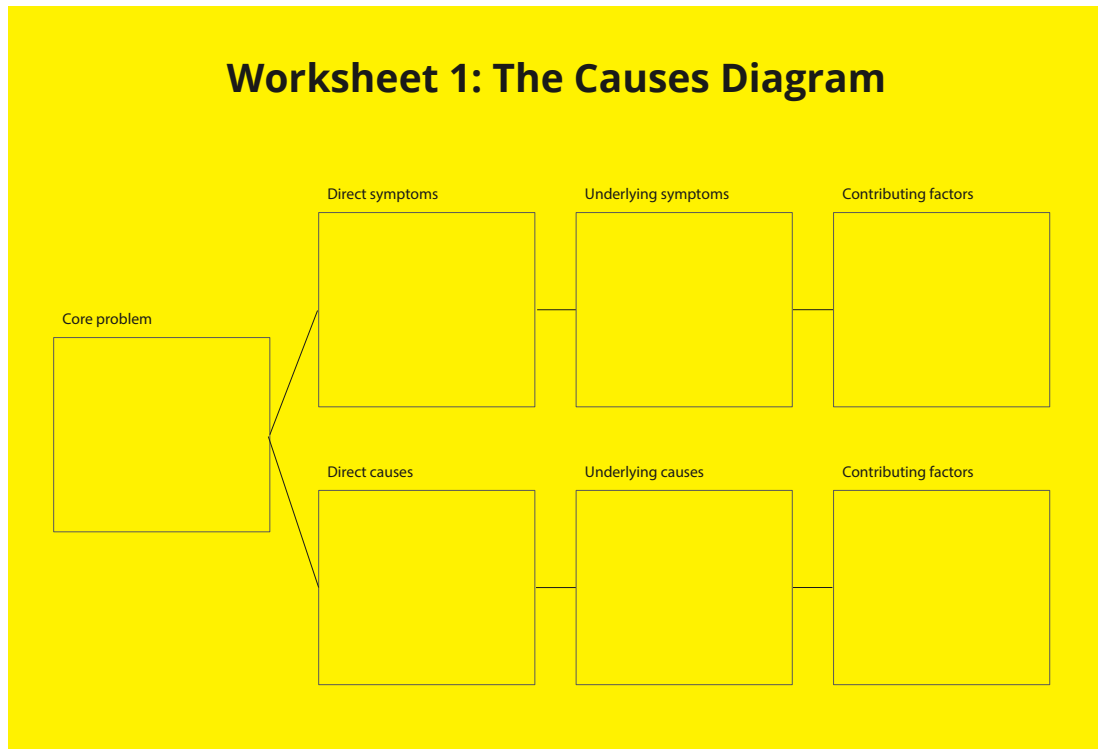 Worksheet 1: The Causes Diagram
Direct symptoms
Underlying symptoms
Contributing factors
Core problem
Direct causes
Underlying causes
Contributing factors